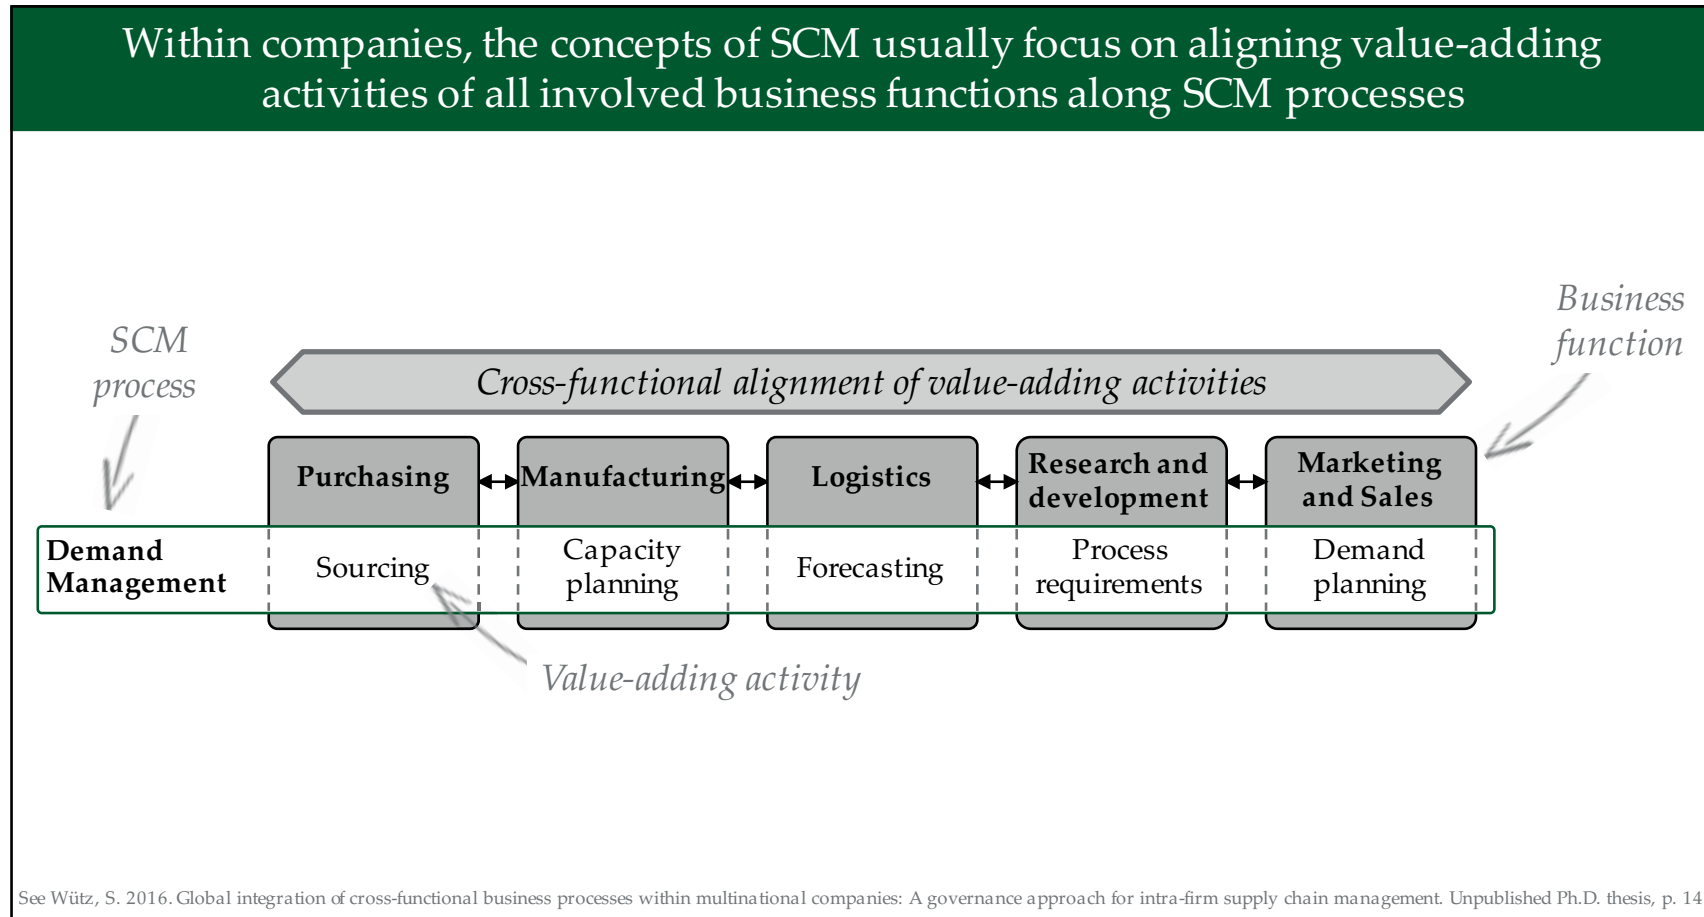 Within companies, the concepts of SCM usually focus on aligning value-adding
activities of all involved business functions along SCM processes
Business
function
SCM
process
Cross-functional alignment of value-adding activities
Purchasing
Manufacturing
Logistics
Research and
development
Marketing
and Sales
Demand
Management
Sourcing
Capacity
planning
Forecasting
Process
requirements
Demand
planning
Value-adding activity
See Wütz, S. 2016. Global integration of cross-functional business processes within multinational companies: A governance approach for intra-firm supply chain management. Unpublished Ph.D. thesis, p. 14